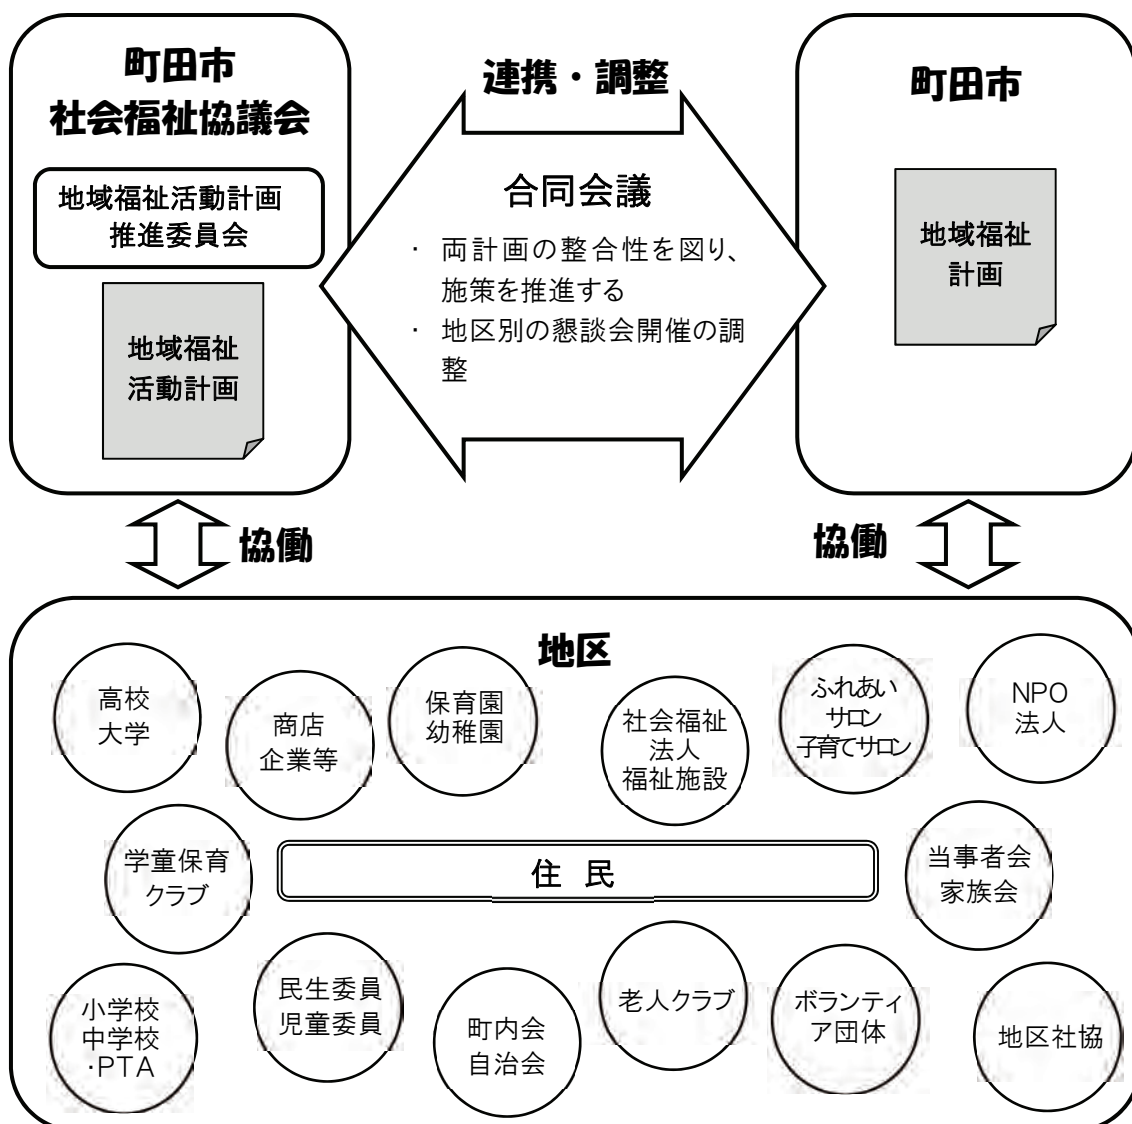 町田市
社会福祉協議会
地域福祉活動計画
推進委員会
地域福祉
活動計画
連携・調整
合同会議
・ 両計画の整合性を図り、
施策を推進する
・ 地区別の懇談会開催の調
整
町田市
地域福祉
計画
協働
協働
地区
高校
大学
商店
企業等
保育園
幼稚園
社会福祉
法人
福祉施設
ふれあい
サロン
子育てサロン
NPO
法人
学童保育
クラブ
住 民
当事者会
家族会
小学校
中学校
・PTA
民生委員
児童委員
町内会
自治会
老人クラブ
ボランティ
ア団体
地区社協